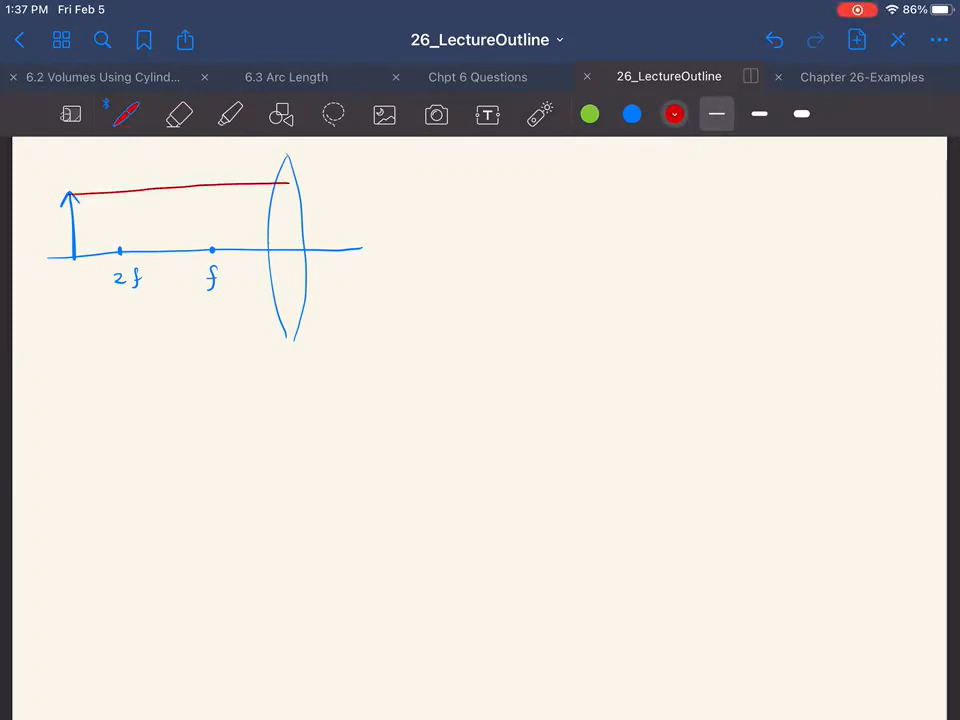 1:37 PM Fri Feb 5 86%
26_LectureOutline
6.2 Volumes Using Cylind... 6.3 Arc Length Chpt 6 Questions 26_LectureOutline Chapter 26-Examples
T
2f f